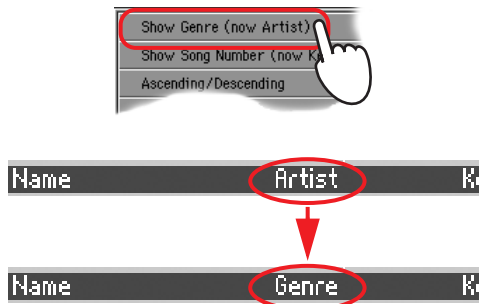 Show Genre (now Artist)
Show Song Number (now K
Ascending/Descending
Name Artist K
Name Genre K